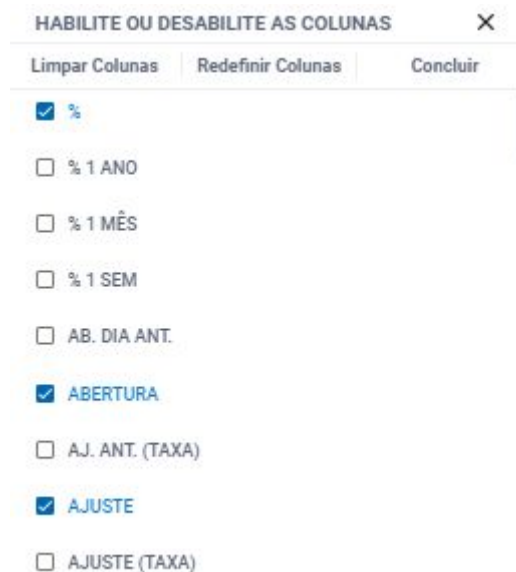 HABILITE OU DESABILITE AS COLUNAS
Limpar Colunas Redefinir Colunas Concluir
%
% 1 ANO
% 1 MÊS
% 1 SEM
AB. DIA ANT.
ABERTURA
AJ. ANT. (TAXA)
AJUSTE
AJUSTE (TAXA)